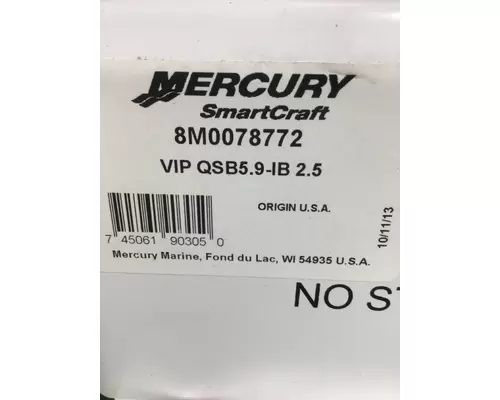 MERCURY
SmartCraft
8M0078772
VIP QSB5.9-IB 2.5
ORIGIN U.S.A.
10/11/13
7 45061 90305 0
Mercury Marine, Fond du Lac, WI 54935 U.S.A.
NO ST